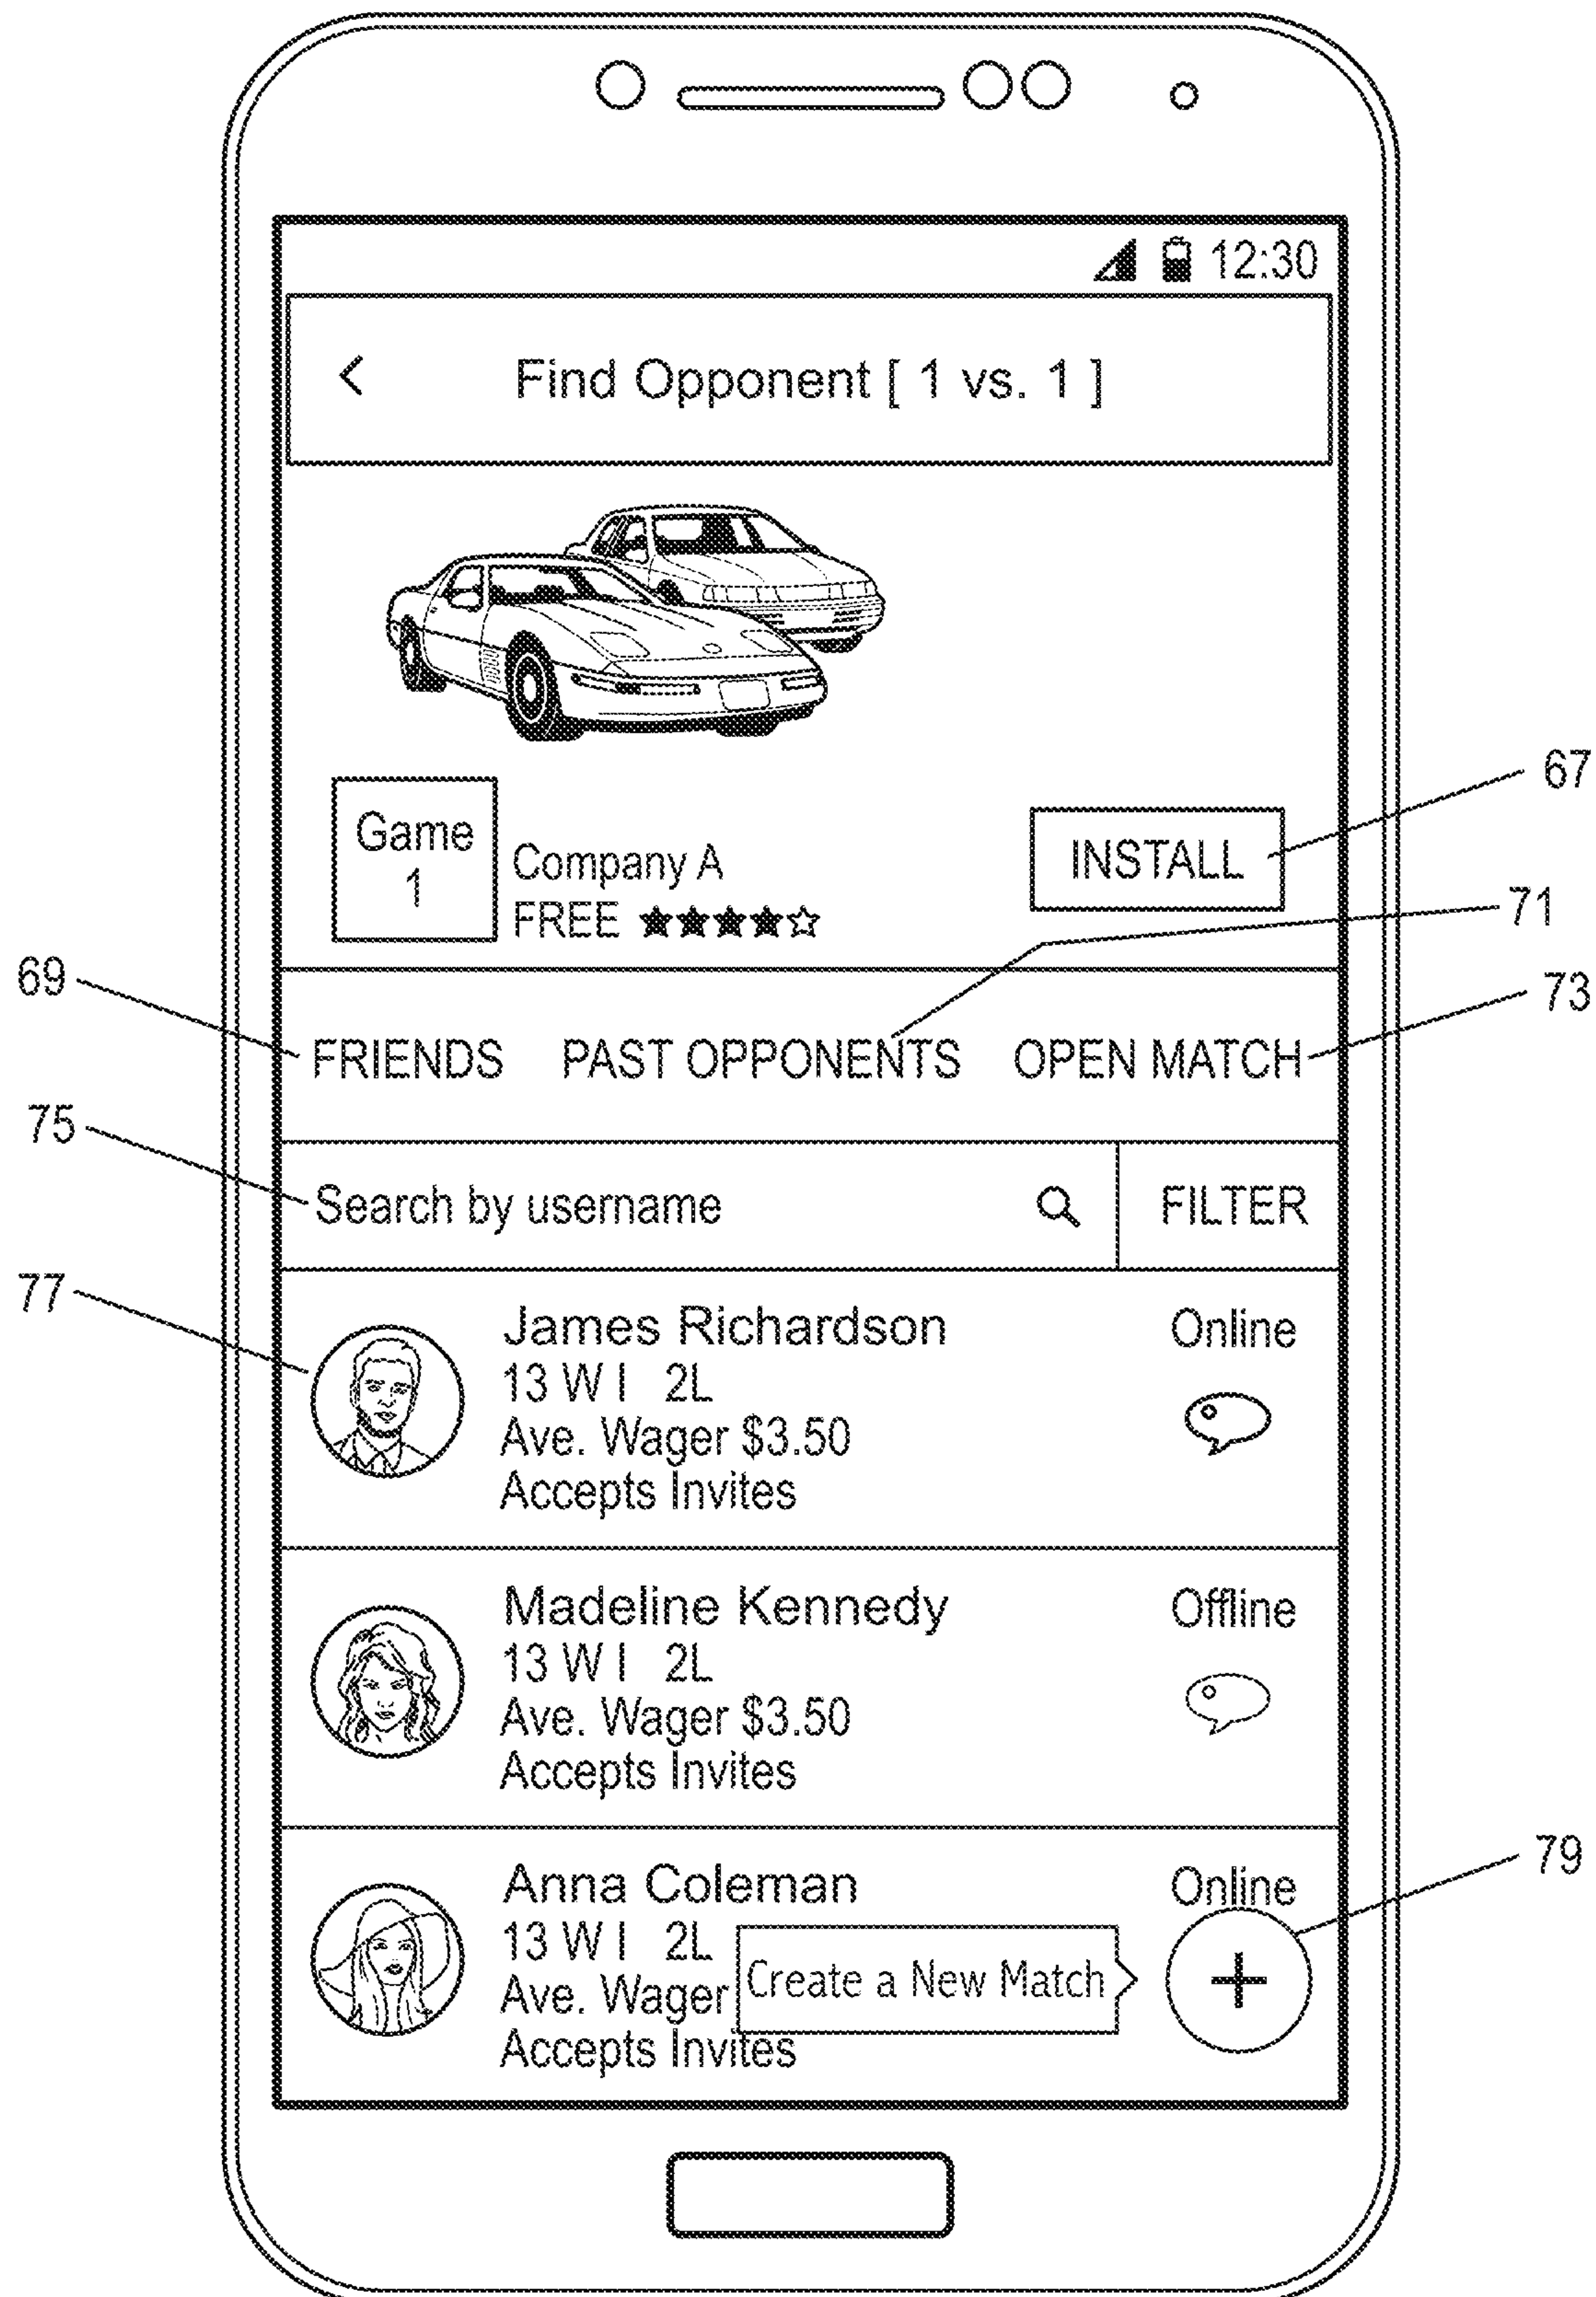 12:30
< Find Opponent [ 1 vs. 1 ]
Game
1
Company A
FREE ★★★★☆
INSTALL
67
71
69
73
FRIENDS PAST OPPONENTS OPEN MATCH
75
Search by username
FILTER
77
James Richardson
Online
13 W I 2L
Ave. Wager $3.50
Accepts Invites
Madeline Kennedy
Offline
13 W I 2L
Ave. Wager $3.50
Accepts Invites
79
Anna Coleman
Online
13 W I 2L
Ave. Wager
Create a New Match
+
Accepts Invites